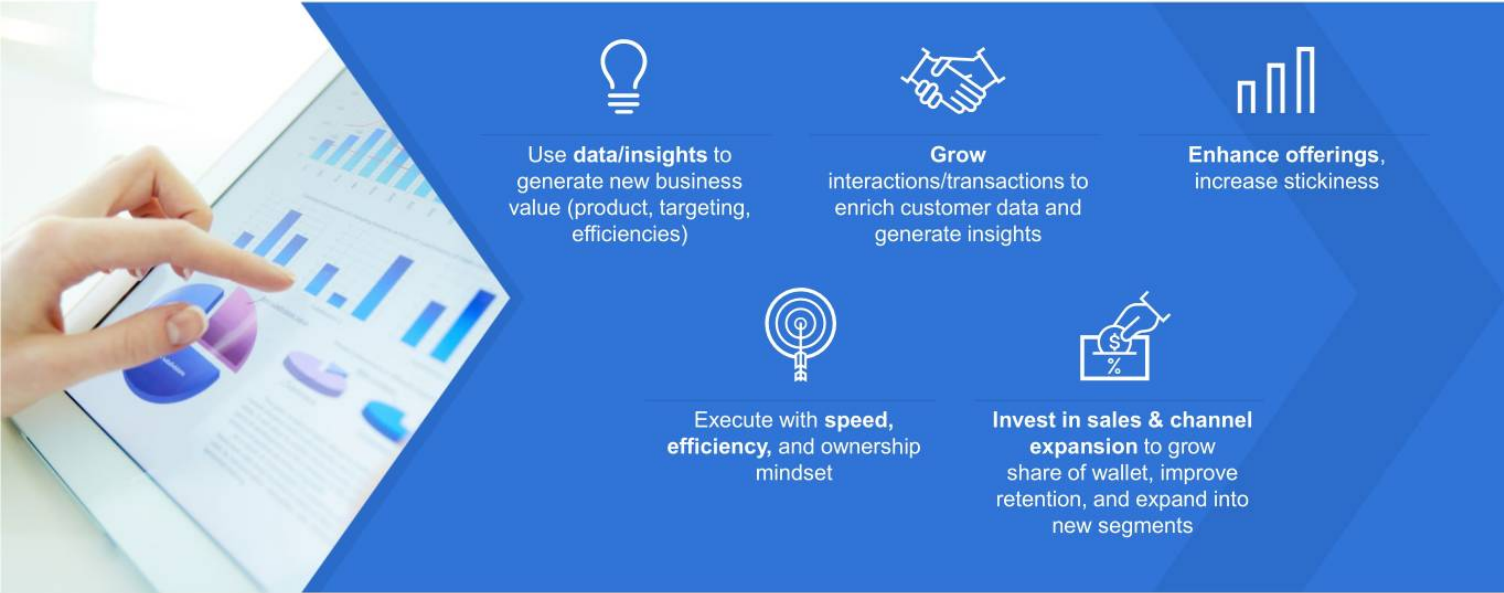 Use data/insights to
generate new business
value (product, targeting,
efficiencies)
Grow
interactions/transactions to
enrich customer data and
generate insights
Enhance offerings,
increase stickiness
Execute with speed,
efficiency, and ownership
mindset
$
%
Invest in sales & channel
expansion to grow
share of wallet, improve
retention, and expand into
new segments